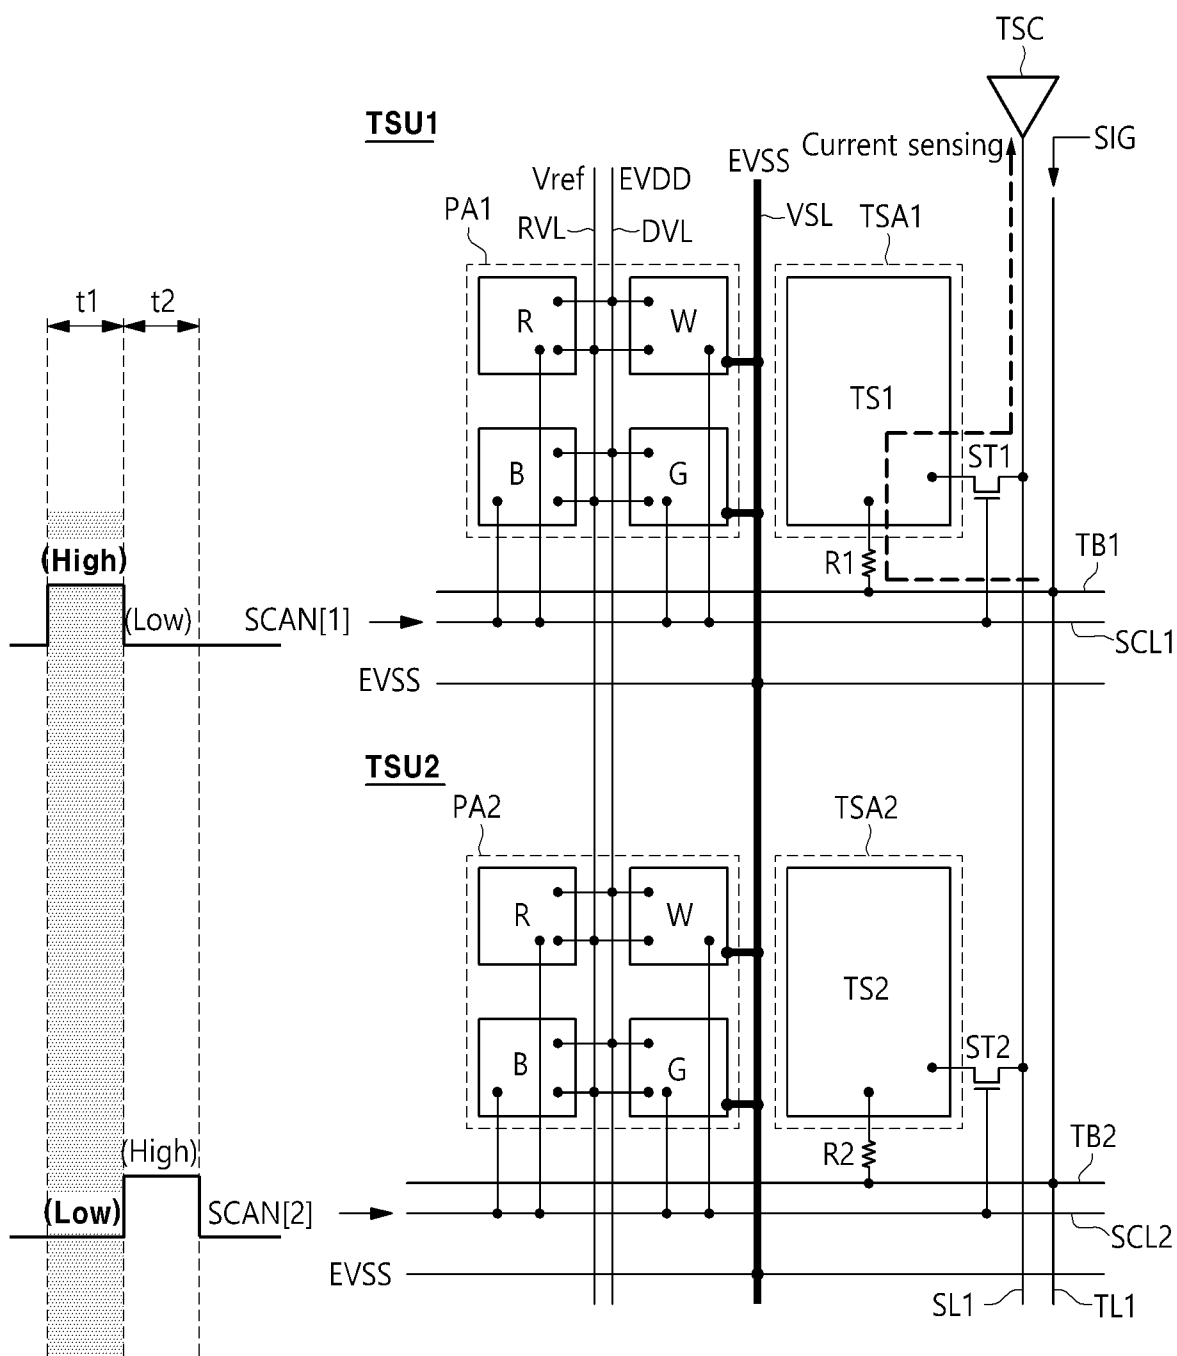 TSC
TSU1
Current sensing
SIG
EVSS
Vref
EVDD
PA1
RVL
DVL
VSL
TSA1
t1
t2
R
W
TS1
ST1
B
G
R1
TB1
(High)
(Low)
SCAN[1]
SCL1
EVSS
TSU2
PA2
TSA2
R
W
TS2
ST2
B
G
R2
TB2
(High)
(Low)
SCAN[2]
SCL2
EVSS
SL1
TL1